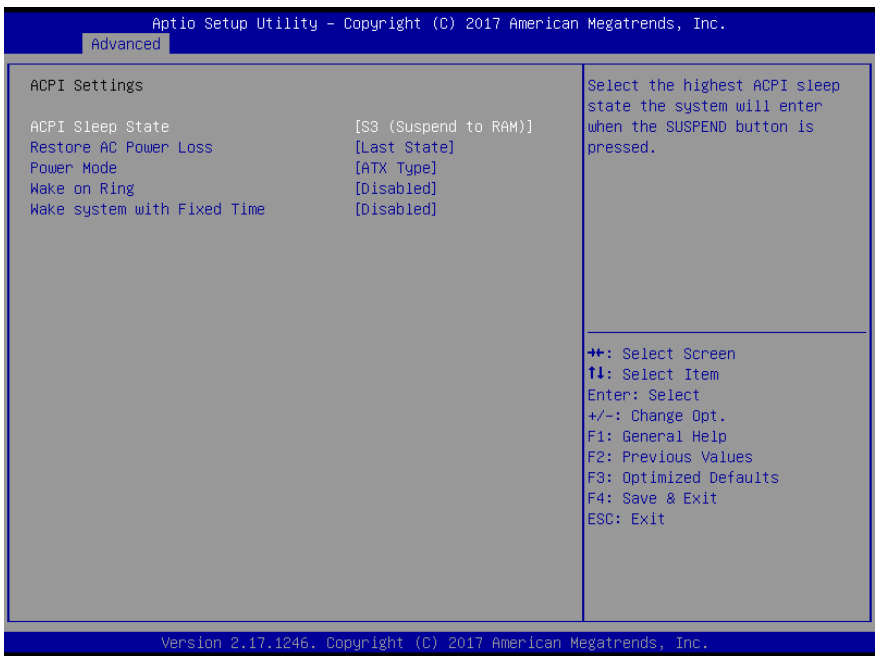 Aptio Setup Utility – Copyright (C) 2017 American Megatrends, Inc.
Advanced
ACPI Settings
ACPI Sleep State [S3 (Suspend to RAM)]
Restore AC Power Loss [Last State]
Power Mode [ATX Type]
Wake on Ring [Disabled]
Wake system with Fixed Time [Disabled]
Select the highest ACPI sleep
state the system will enter
when the SUSPEND button is
pressed.
→←: Select Screen
↑↓: Select Item
Enter: Select
+/-: Change Opt.
F1: General Help
F2: Previous Values
F3: Optimized Defaults
F4: Save & Exit
ESC: Exit
Version 2.17.1246. Copyright (C) 2017 American Megatrends, Inc.